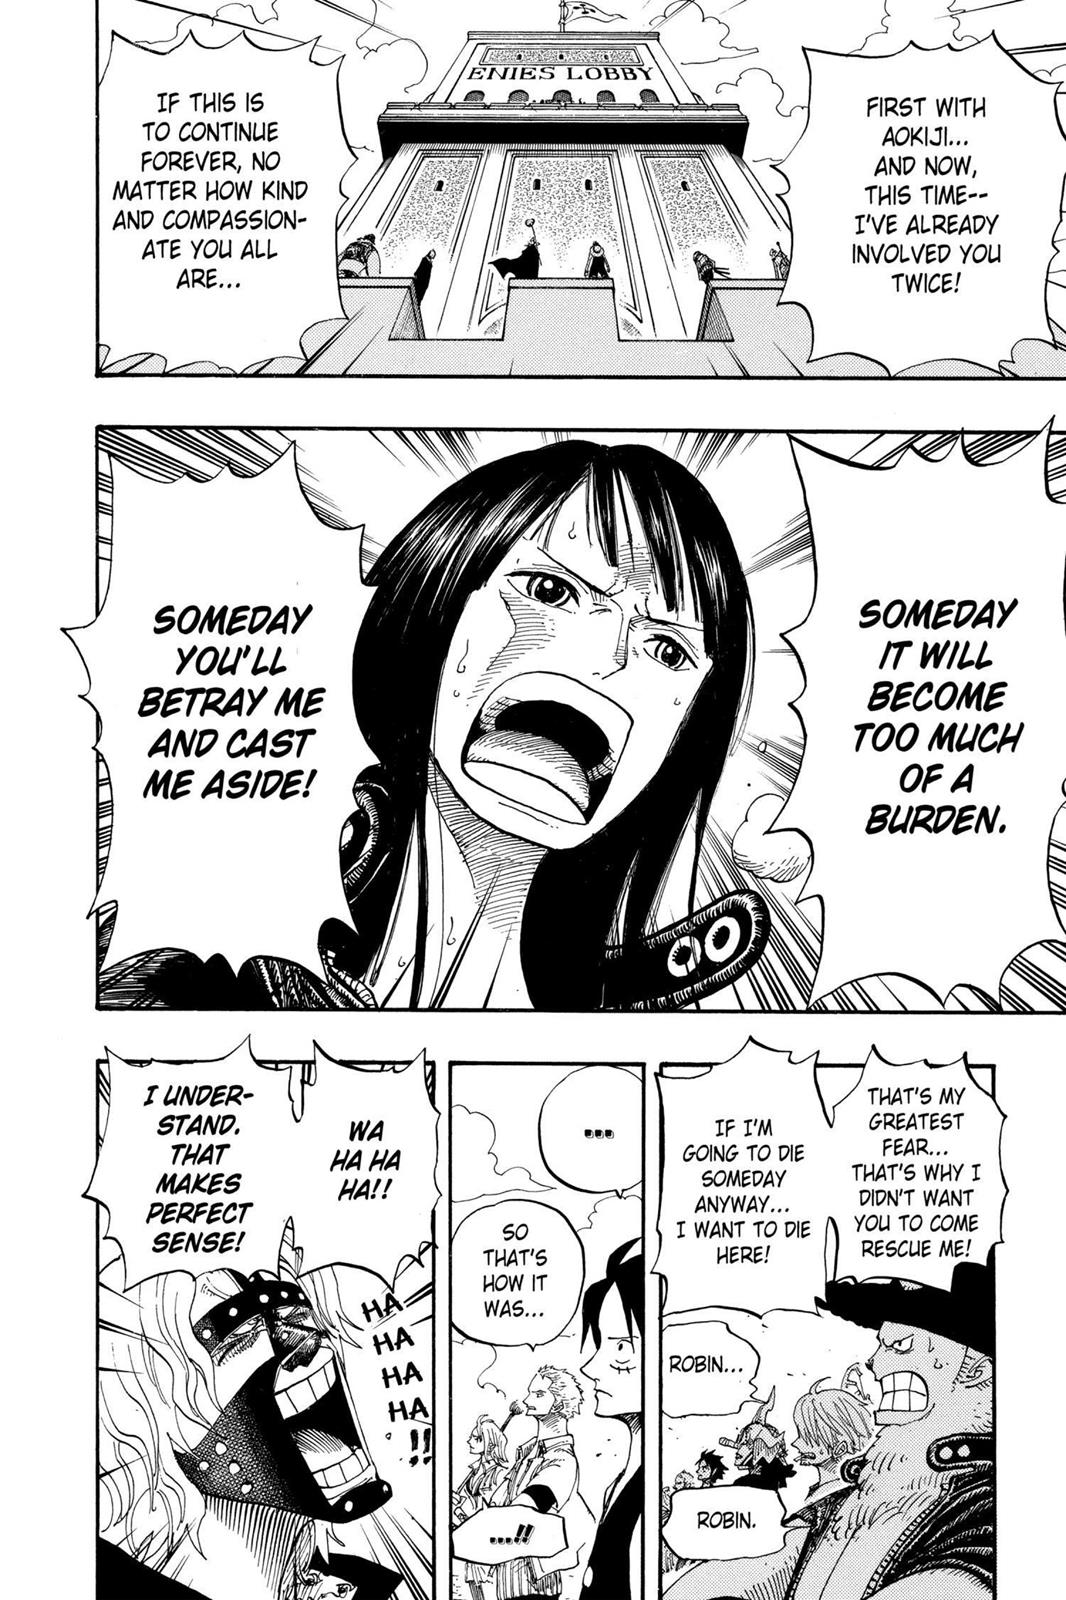 ENIES LOBBY
FIRST WITH
AOKIJI...
AND NOW,
THIS TIME--
I'VE ALREADY
INVOLVED YOU
TWICE!
IF THIS IS
TO CONTINUE
FOREVER, NO
MATTER HOW KIND
AND COMPASSION-
ATE YOU ALL
ARE...
SOMEDAY
IT WILL
BECOME
TOO MUCH
OF A
BURDEN.
SOMEDAY
YOU'LL
BETRAY ME
AND CAST
ME ASIDE!
THAT'S MY
GREATEST
FEAR...
THAT'S WHY I
DIDN'T WANT
YOU TO COME
RESCUE ME!
IF I'M
GOING TO DIE
SOMEDAY
ANYWAY...
I WANT TO DIE
HERE!
ROBIN...
ROBIN.
...
SO
THAT'S
HOW IT
WAS...
...!!
WA
HA HA
HA!!
I UNDER-
STAND.
THAT
MAKES
PERFECT
SENSE!
HA
HA
HA
HA
!!